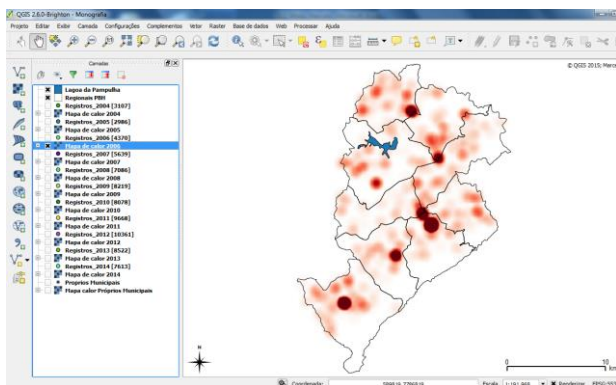 QGIS 2.6.0-Brighton - Monografia
Projeto Editar Exibir Camada Configurações Complementos Vetor Raster Base de dados Web Processar Ajuda
Camadas
© QGIS 2015; Merc
Lagoa da Pampulha
Regionais PBH
Registros_2004 [3107]
Mapa de calor 2004
Registros_2005 [2986]
Mapa de calor 2005
Registros_2006 [4370]
Mapa de calor 2006
Registros_2007 [5639]
Mapa de calor 2007
Registros_2008 [7086]
Mapa de calor 2008
Registros_2009 [8219]
Mapa de calor 2009
Registros_2010 [8078]
Mapa de calor 2010
Registros_2011 [9668]
Mapa de calor 2011
Registros_2012 [10361]
Mapa de calor 2012
Registros_2013 [8522]
Mapa de calor 2013
Registros_2014 [7613]
Mapa de calor 2014
Proprios Municipais
Mapa calor Próprios Municipais
N
0 10
Coordenada: Escala Renderizar